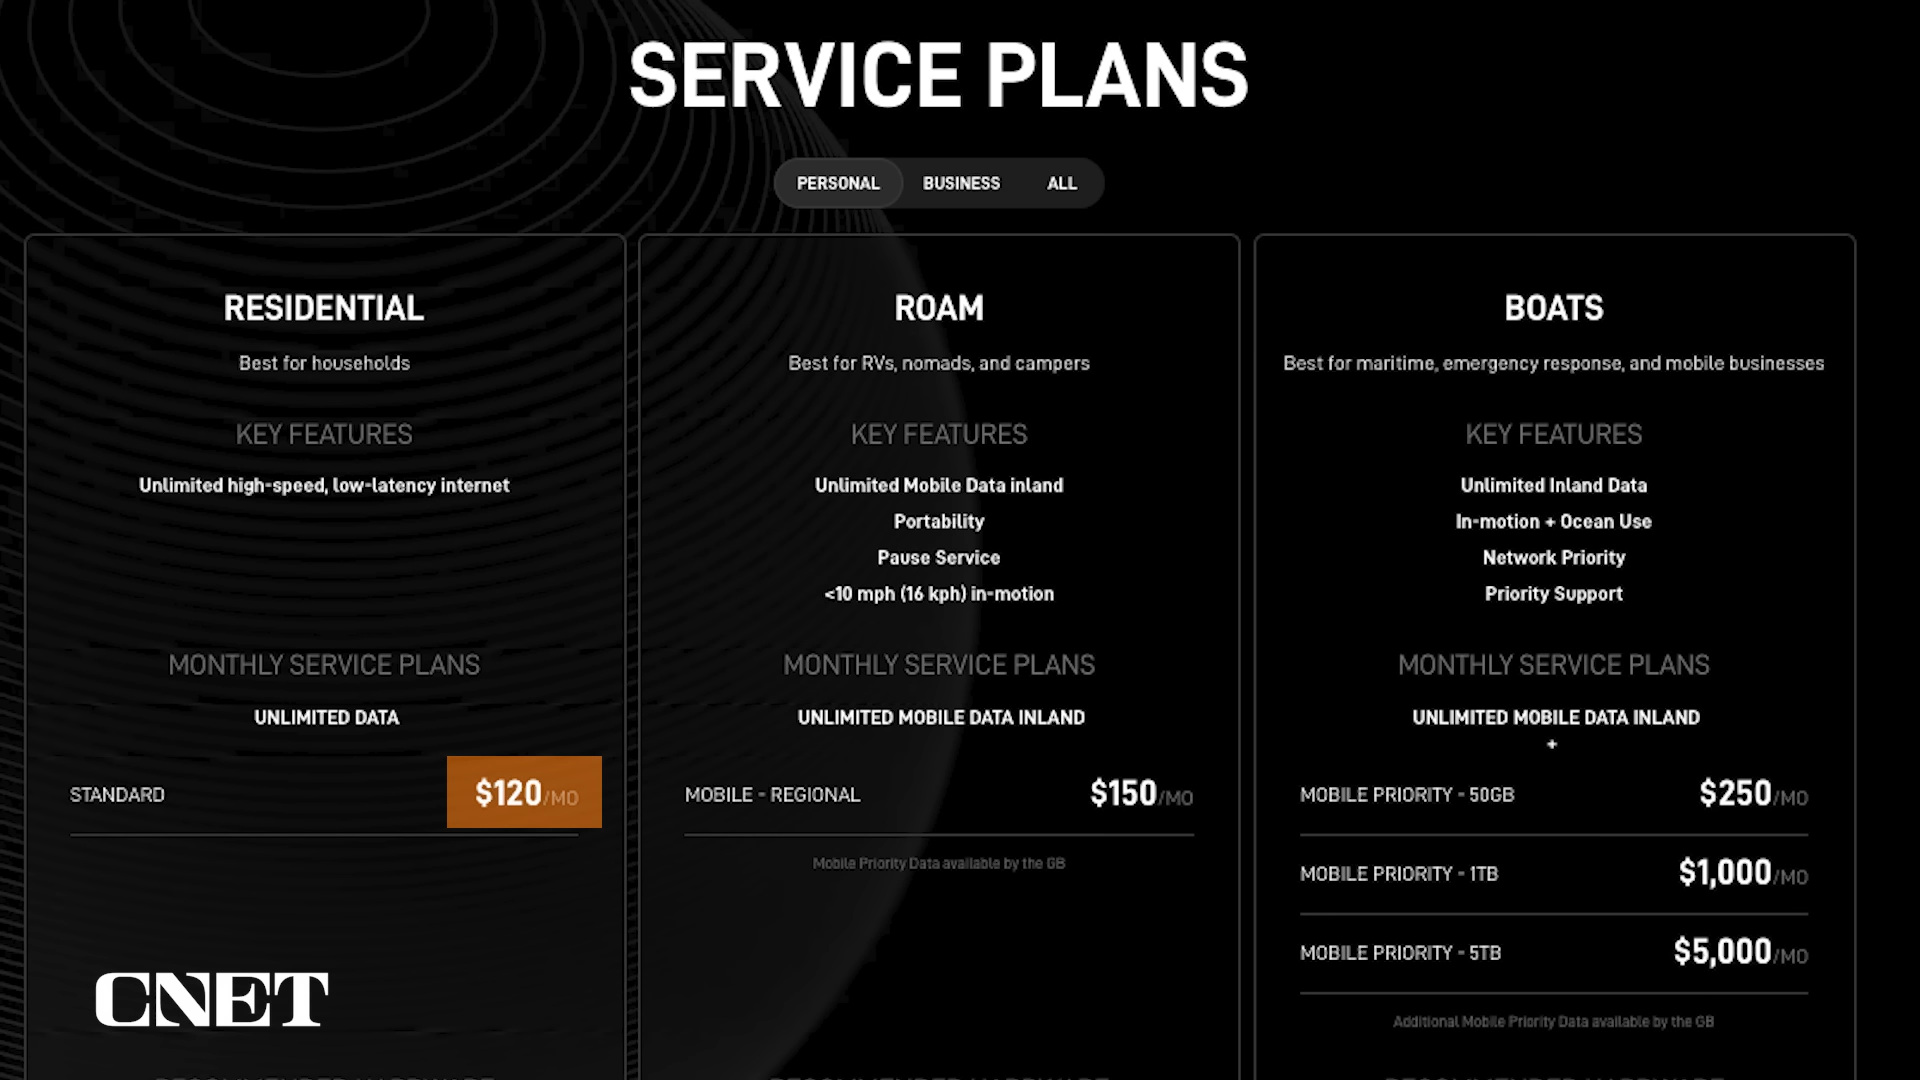 SERVICE PLANS
PERSONAL
BUSINESS
ALL
RESIDENTIAL
Best for households
KEY FEATURES
Unlimited high-speed, low-latency internet
MONTHLY SERVICE PLANS
UNLIMITED DATA
STANDARD $120/MO
ROAM
Best for RVs, nomads, and campers
KEY FEATURES
Unlimited Mobile Data inland
Portability
Pause Service
<10 mph (16 kph) in-motion
MONTHLY SERVICE PLANS
UNLIMITED MOBILE DATA INLAND
MOBILE - REGIONAL $150/MO
Mobile Priority Data available by the GB
BOATS
Best for maritime, emergency response, and mobile businesses
KEY FEATURES
Unlimited Inland Data
In-motion + Ocean Use
Network Priority
Priority Support
MONTHLY SERVICE PLANS
UNLIMITED MOBILE DATA INLAND
+
MOBILE PRIORITY - 50GB $250/MO
MOBILE PRIORITY - 1TB $1,000/MO
MOBILE PRIORITY - 5TB $5,000/MO
Additional Mobile Priority Data available by the GB
CNET